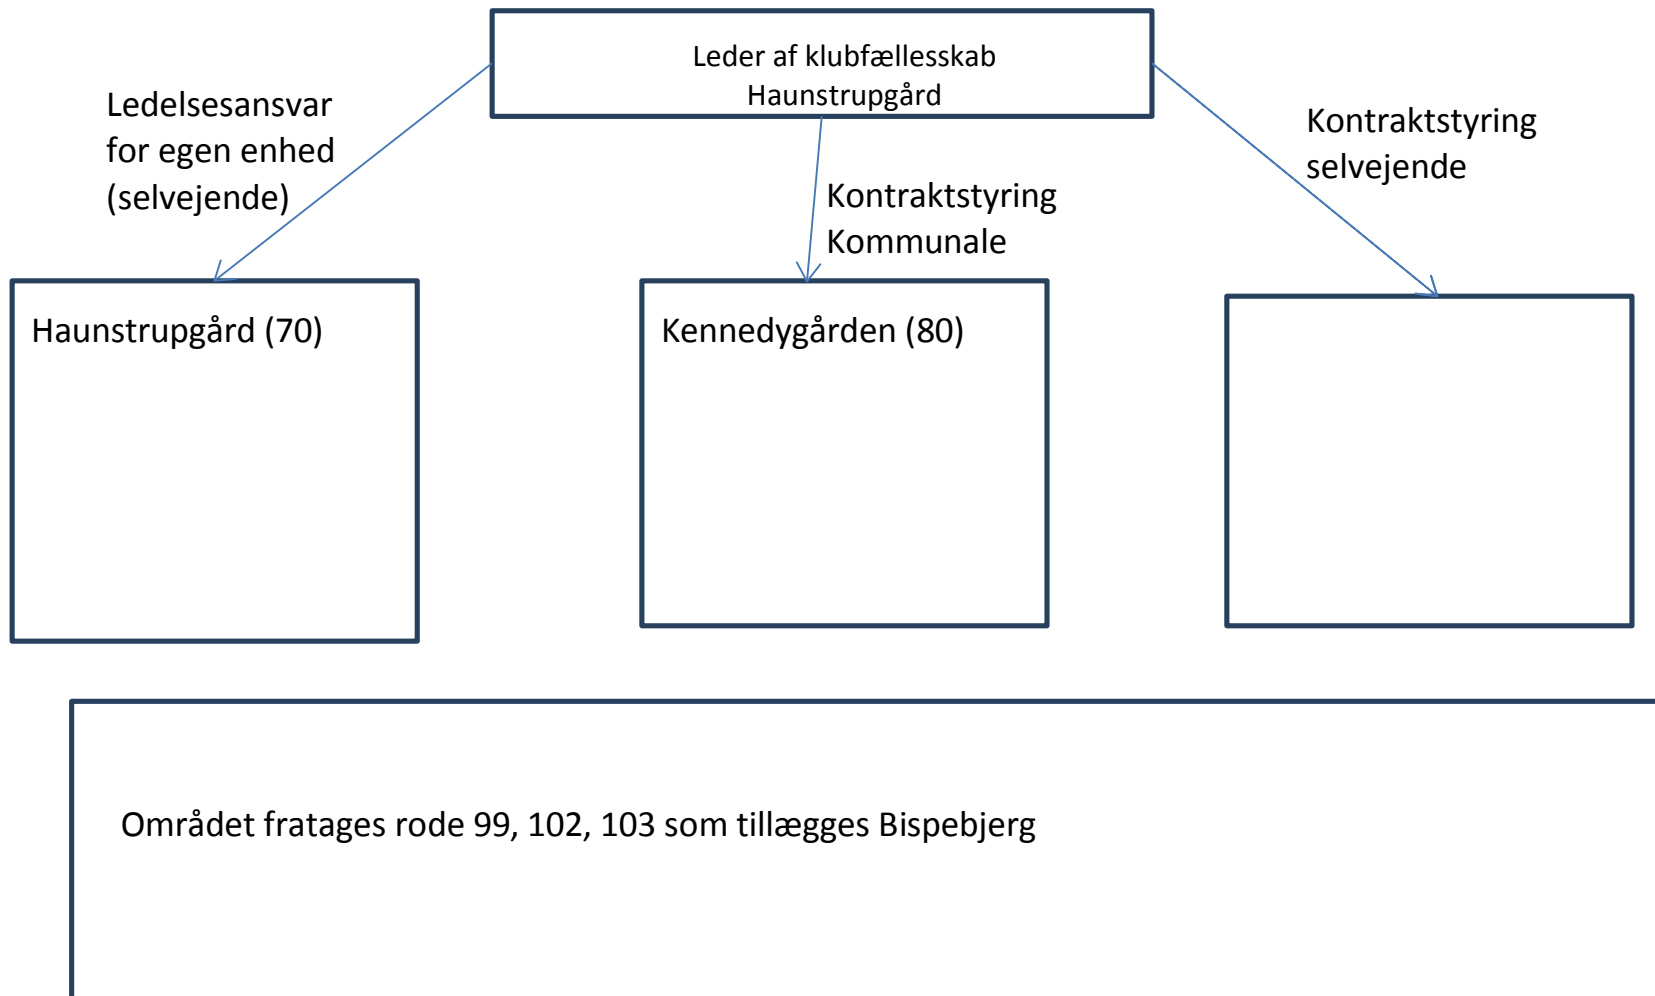 Leder af klubfællesskab
Haunstrupgård
Ledelsesansvar
for egen enhed
(selvejende)
Kontraktstyring
Kommunale
Kontraktstyring
selvejende
Haunstrupgård (70)
Kennedygården (80)
Området fratages rode 99, 102, 103 som tillægges Bispebjerg